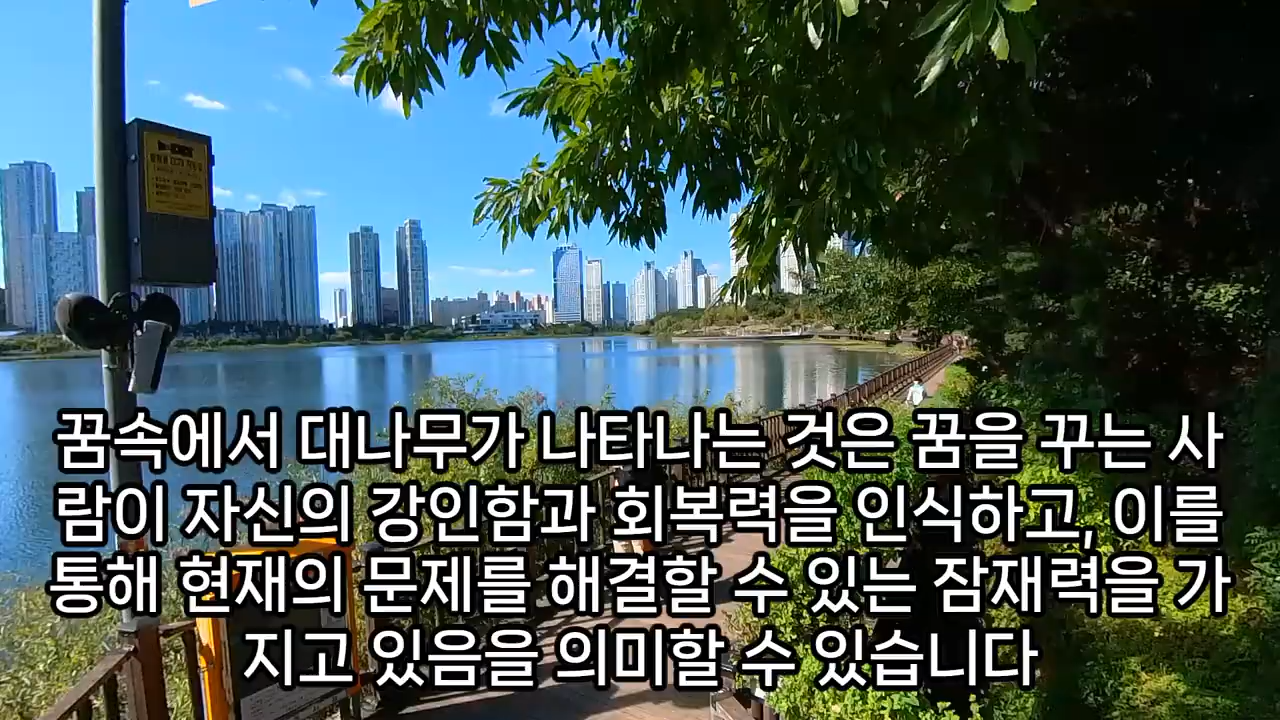 꿈속에서 대나무가 나타나는 것은 꿈을 꾸는 사
람이 자신의 강인함과 회복력을 인식하고, 이를
통해 현재의 문제를 해결할 수 있는 잠재력을 가
지고 있음을 의미할 수 있습니다